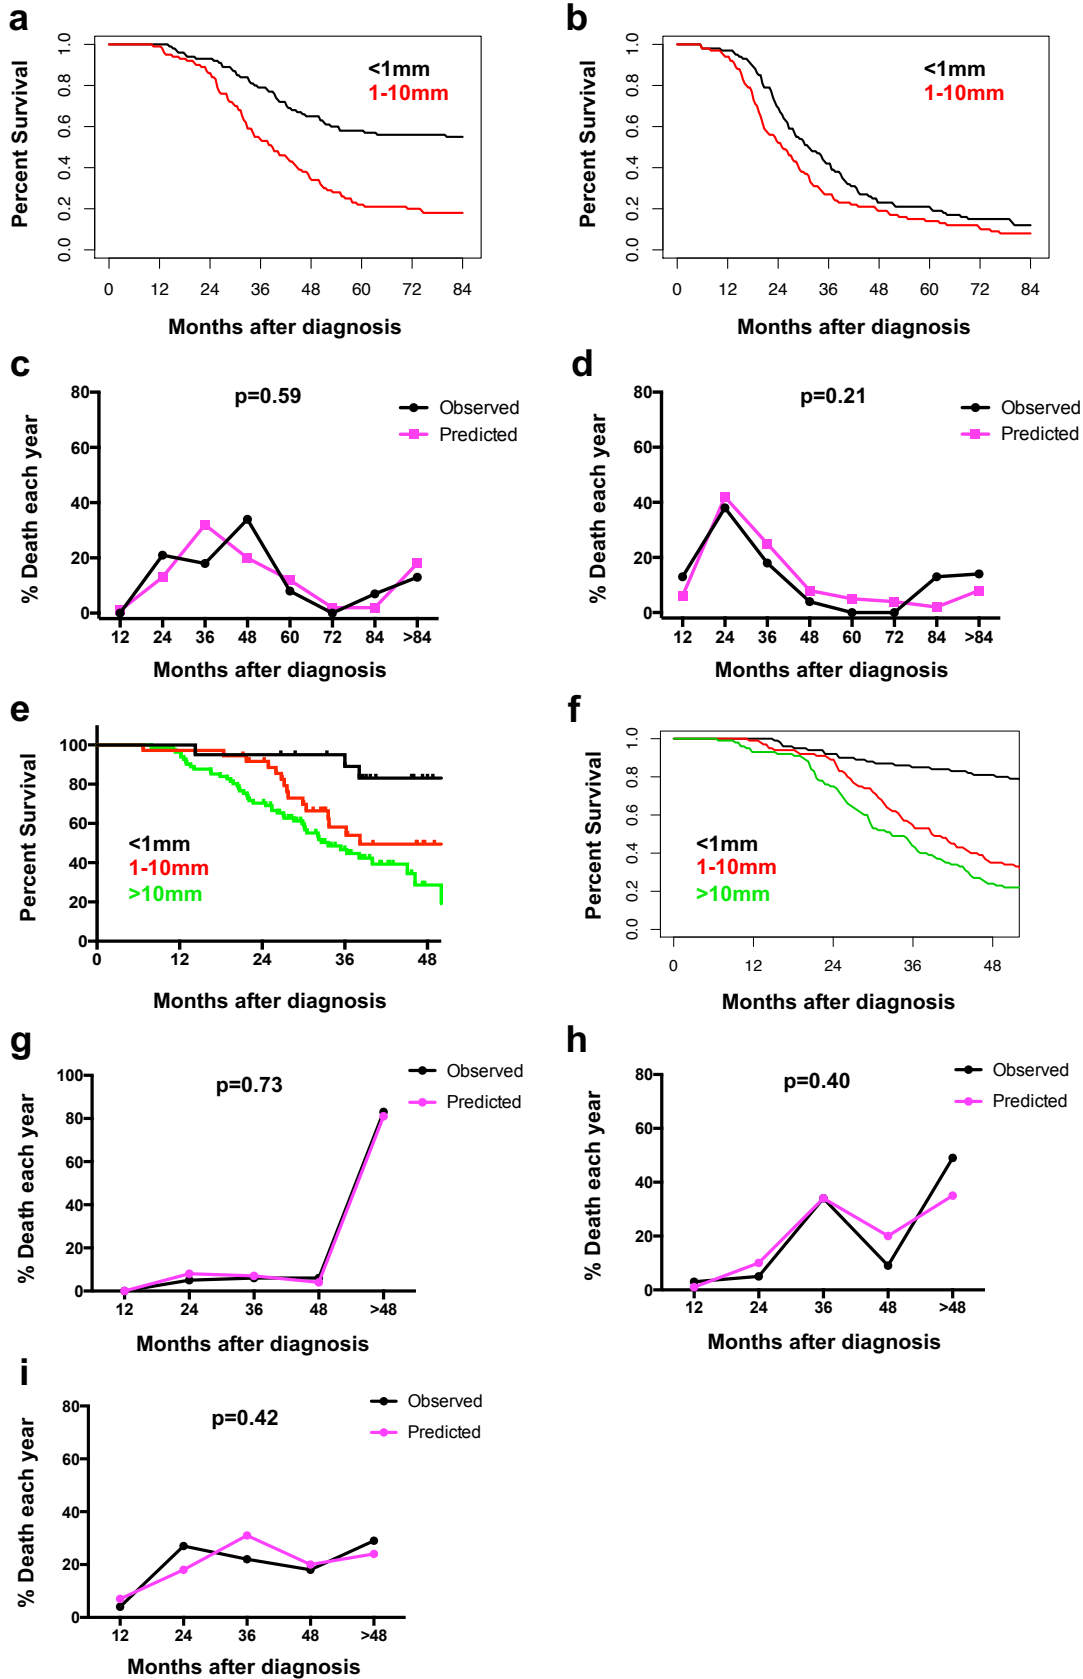 a
1.0
0.8
0.6
0.4
0.2
0.0
Percent Survival
<1mm
1-10mm
0 12 24 36 48 60 72 84
Months after diagnosis
b
1.0
0.8
0.6
0.4
0.2
0.0
Percent Survival
<1mm
1-10mm
0 12 24 36 48 60 72 84
Months after diagnosis
c
80
60
40
20
0
% Death each year
p=0.59
Observed
Predicted
12 24 36 48 60 72 84 >84
Months after diagnosis
d
80
60
40
20
0
% Death each year
p=0.21
Observed
Predicted
12 24 36 48 60 72 84 >84
Months after diagnosis
e
100
80
60
40
20
0
Percent Survival
<1mm
1-10mm
>10mm
0 12 24 36 48
Months after diagnosis
f
1.0
0.8
0.6
0.4
0.2
0.0
Percent Survival
<1mm
1-10mm
>10mm
0 12 24 36 48
Months after diagnosis
g
100
80
60
40
20
0
% Death each year
p=0.73
Observed
Predicted
12 24 36 48 >48
Months after diagnosis
h
80
60
40
20
0
% Death each year
p=0.40
Observed
Predicted
12 24 36 48 >48
Months after diagnosis
i
80
60
40
20
0
% Death each year
p=0.42
Observed
Predicted
12 24 36 48 >48
Months after diagnosis